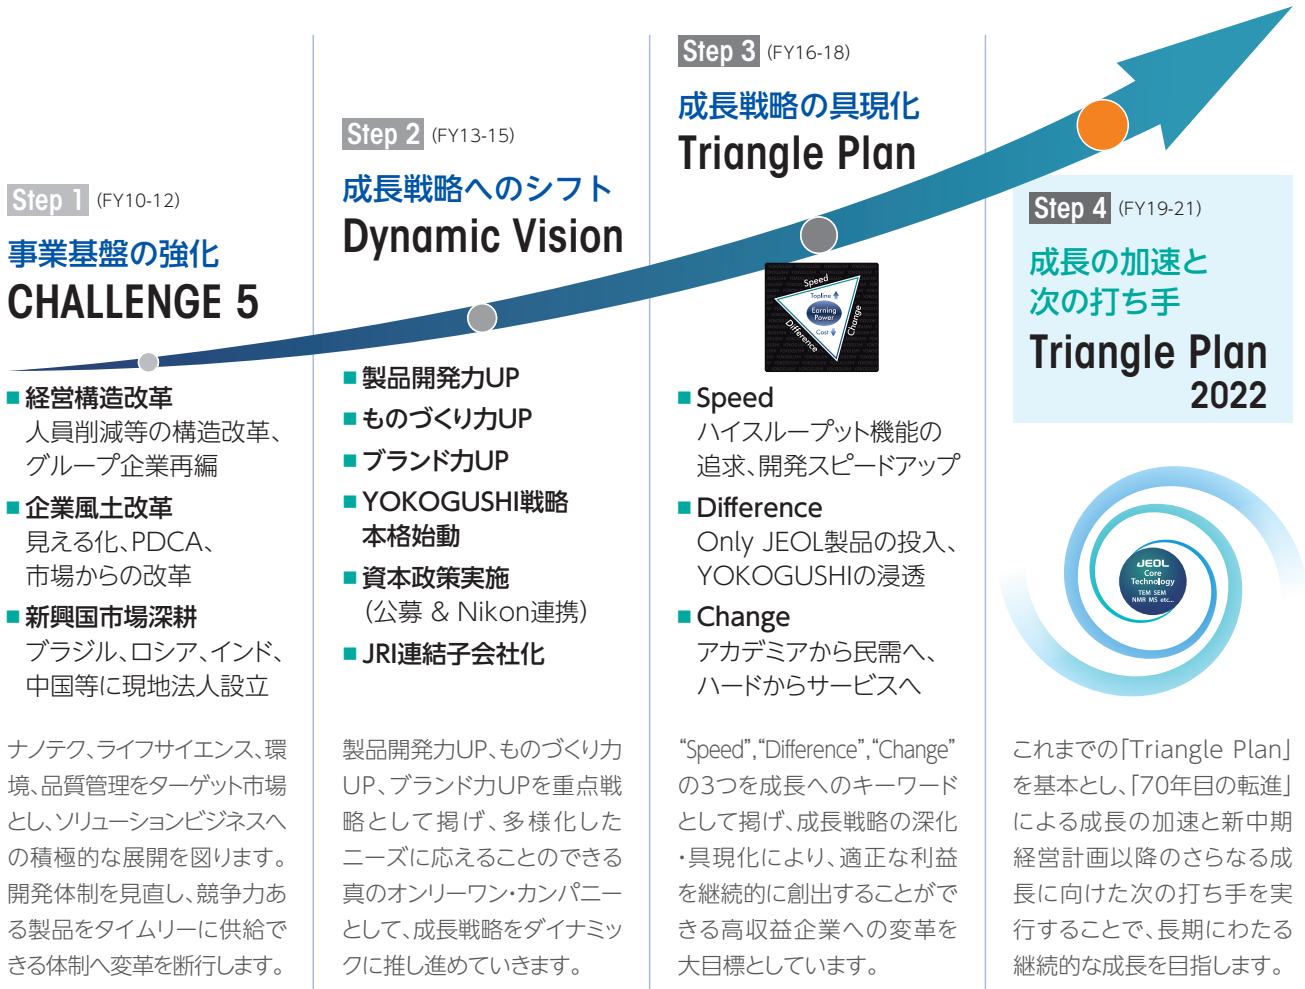 Step 1 (FY10-12)
事業基盤の強化
CHALLENGE 5
■経営構造改革
人員削減等の構造改革、
グループ企業再編
■企業風土改革
見える化、PDCA、
市場からの改革
■新興国市場深耕
ブラジル、ロシア、インド、
中国等に現地法人設立
ナノテク、ライフサイエンス、環
境、品質管理をターゲット市場
とし、ソリューションビジネスへ
の積極的な展開を図ります。
開発体制を見直し、競争力あ
る製品をタイムリーに供給で
きる体制へ変革を断行します。
Step 2 (FY13-15)
成長戦略へのシフト
Dynamic Vision
■製品開発力UP
■ものづくり力UP
■ブランド力UP
■YOKOGUSHI戦略
本格始動
■資本政策実施
（公募 & Nikon連携）
■JRI連結子会社化
製品開発力UP、ものづくり力
UP、ブランド力UPを重点戦
略として掲げ、多様化した
ニーズに応えることのできる
真のオンリーワン・カンパニー
として、成長戦略をダイナミッ
クに推し進めていきます。
Step 3 (FY16-18)
成長戦略の具現化
Triangle Plan
Speed
Topline
Earning
Power
Cost
Difference
Change
■Speed
ハイスループット機能の
追求、開発スピードアップ
■Difference
Only JEOL製品の投入、
YOKOGUSHIの浸透
■Change
アカデミアから民需へ、
ハードからサービスへ
“Speed”,“Difference”,“Change”
の3つを成長へのキーワード
として掲げ、成長戦略の深化
・具現化により、適正な利益
を継続的に創出することがで
きる高収益企業への変革を
大目標としています。
Step 4 (FY19-21)
成長の加速と
次の打ち手
Triangle Plan
2022
JEOL
Core
Technology
TEM SEM
NMR MS etc...
これまでの「Triangle Plan」
を基本とし、「70年目の転進」
による成長の加速と新中期
経営計画以降のさらなる成
長に向けた次の打ち手を実
行することで、長期にわたる
継続的な成長を目指します。